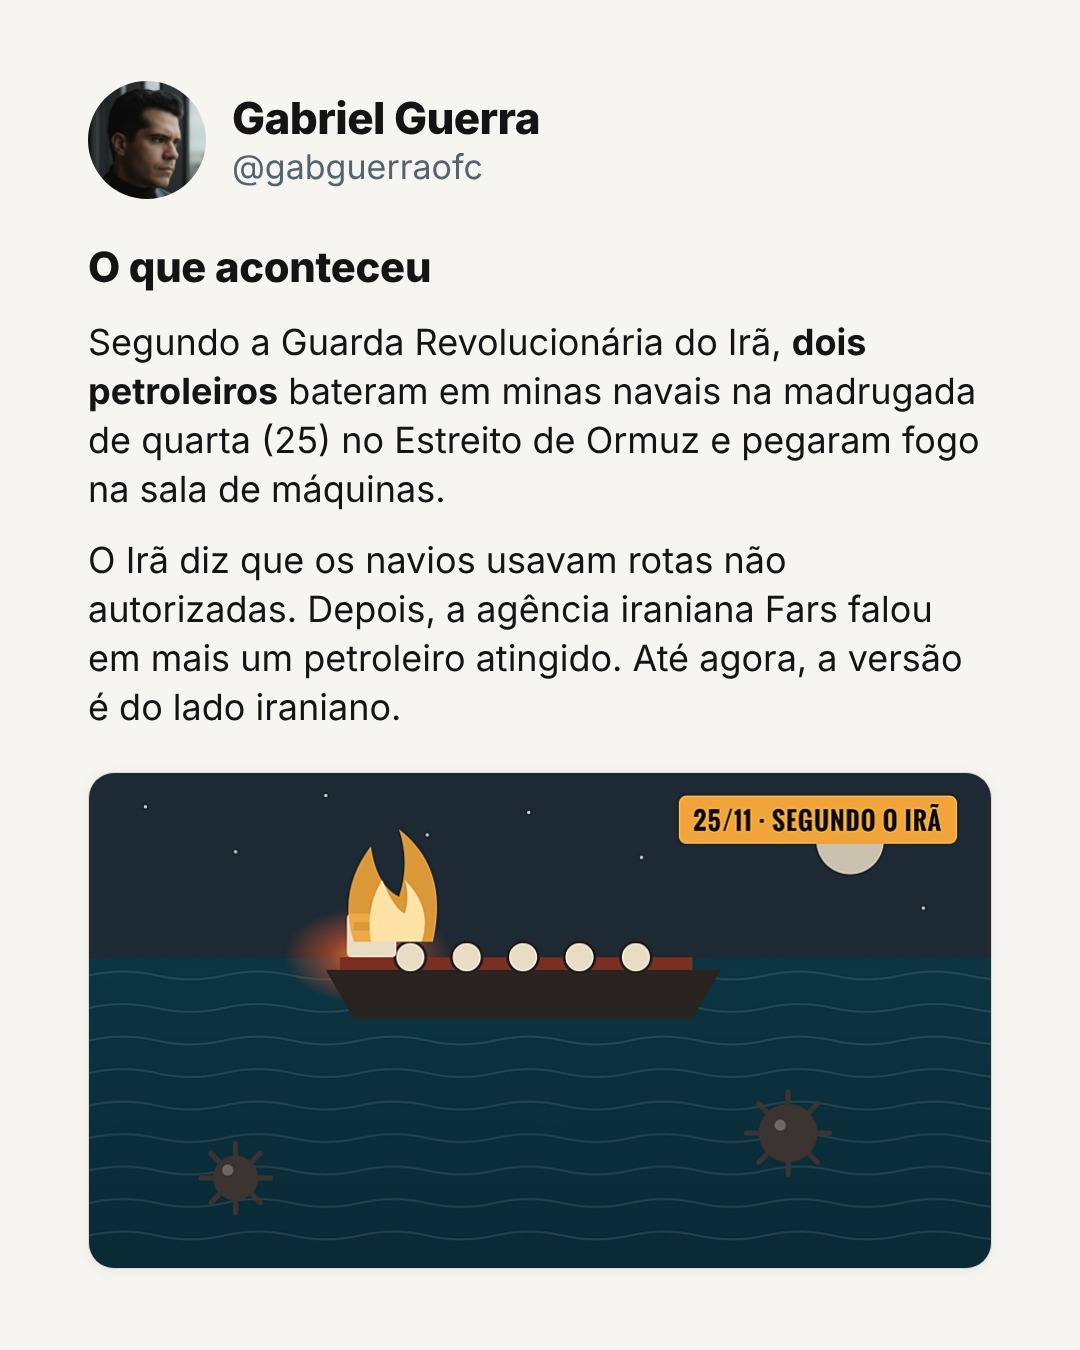 Gabriel Guerra
@gabguerraofc
O que aconteceu
Segundo a Guarda Revolucionária do Irã, dois
petroleiros bateram em minas navais na madrugada
de quarta (25) no Estreito de Ormuz e pegaram fogo
na sala de máquinas.
O Irã diz que os navios usavam rotas não
autorizadas. Depois, a agência iraniana Fars falou
em mais um petroleiro atingido. Até agora, a versão
é do lado iraniano.
25/11 · SEGUNDO O IRÃ